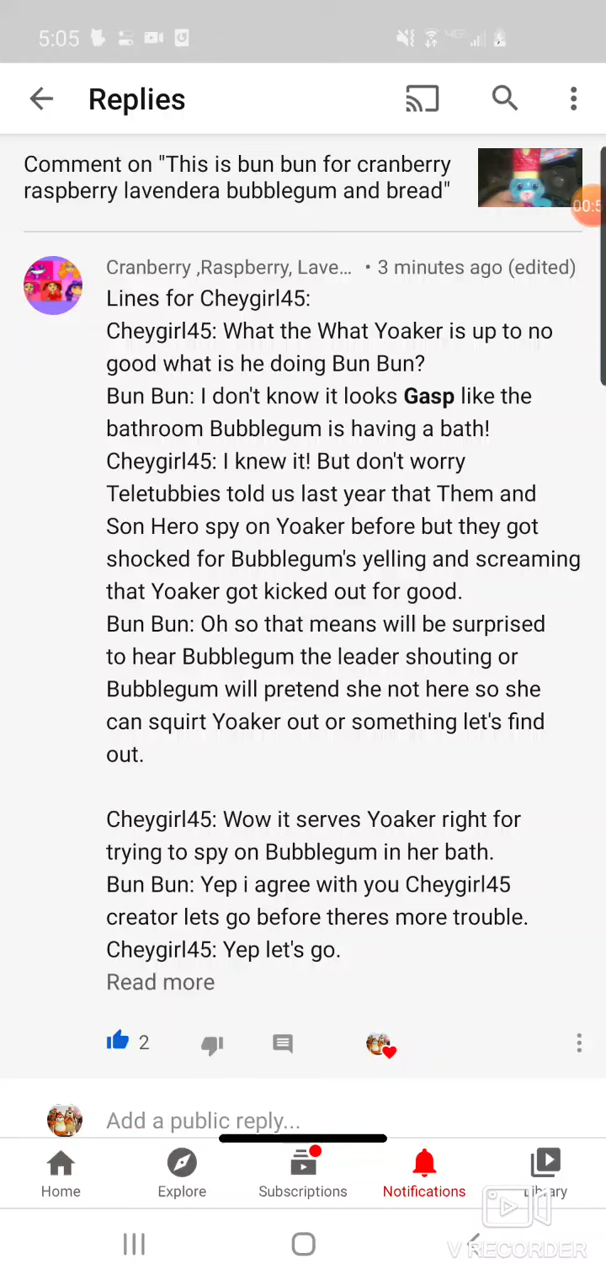 5:05
Replies
Comment on "This is bun bun for cranberry
raspberry lavendera bubblegum and bread"
00:5
Cranberry ,Raspberry, Lave... • 3 minutes ago (edited)
Lines for Cheygirl45:
Cheygirl45: What the What Yoaker is up to no
good what is he doing Bun Bun?
Bun Bun: I don't know it looks Gasp like the
bathroom Bubblegum is having a bath!
Cheygirl45: I knew it! But don't worry
Teletubbies told us last year that Them and
Son Hero spy on Yoaker before but they got
shocked for Bubblegum's yelling and screaming
that Yoaker got kicked out for good.
Bun Bun: Oh so that means will be surprised
to hear Bubblegum the leader shouting or
Bubblegum will pretend she not here so she
can squirt Yoaker out or something let's find
out.
Cheygirl45: Wow it serves Yoaker right for
trying to spy on Bubblegum in her bath.
Bun Bun: Yep i agree with you Cheygirl45
creator lets go before theres more trouble.
Cheygirl45: Yep let's go.
Read more
2
Add a public reply...
Home Explore Subscriptions Notifications Library
V RECORDER